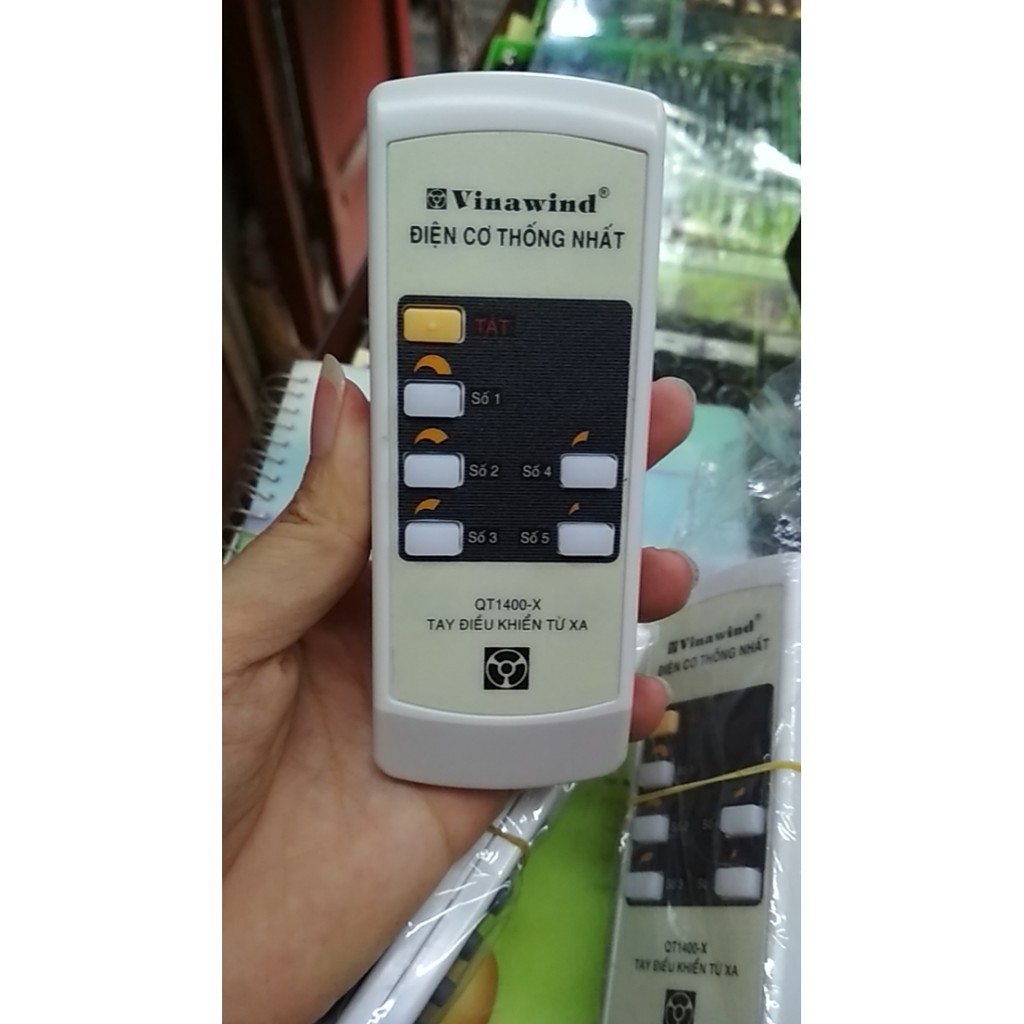 Vinawind®
ĐIỆN CƠ THỐNG NHẤT
TẮT
Số 1
Số 2 Số 4
Số 3 Số 5
QT1400-X
TAY ĐIỀU KHIỂN TỪ XA
Vinawind®
ĐIỆN CƠ THỐNG NHẤT
QT1400-X
TAY ĐIỀU KHIỂN TỪ XA